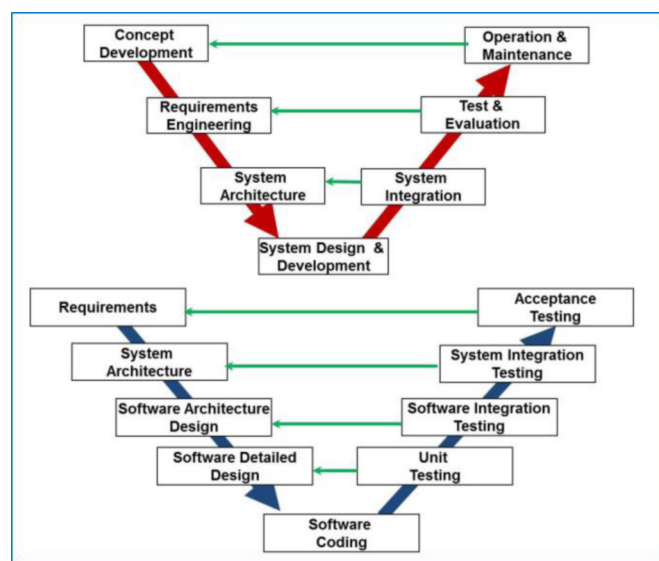 Concept
Development
Operation &
Maintenance
Requirements
Engineering
Test &
Evaluation
System
Architecture
System
Integration
System Design &
Development
Requirements
Acceptance
Testing
System
Architecture
System Integration
Testing
Software Architecture
Design
Software Integration
Testing
Software Detailed
Design
Unit
Testing
Software
Coding